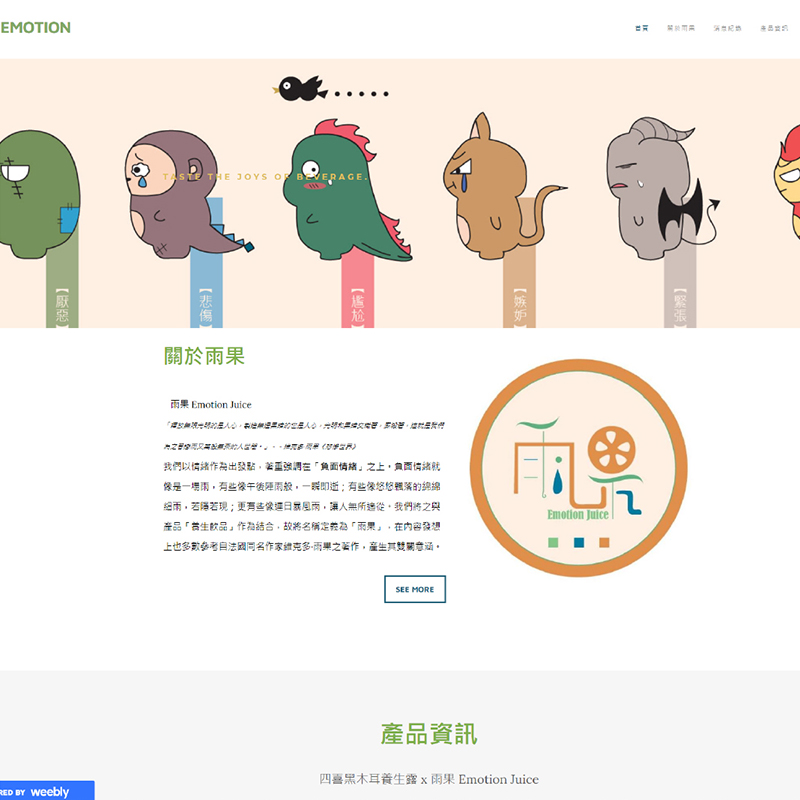 EMOTION
首頁 關於雨果 消息紀錄 產品資訊
TASTE THE JOYS OF BEVERAGE.
【厭惡】
【悲傷】
【尷尬】
【嫉妒】
【緊張】
關於雨果
雨果 Emotion Juice
我們以情緒作為出發點,著重強調在「負面情緒」之上。負面情緒就
像是一場雨,有些像午後陣雨般,一瞬即逝;有些像悠悠飄落的綿綿
細雨,若隱若現;更有些像連日暴風雨,讓人無所適從。我們將之與
產品「養生飲品」作為結合,故將名稱定義為「雨果」,在內容發想
上也多數參考自法國同名作家維克多-雨果之著作,產生其雙關意涵。
SEE MORE
雨果
Emotion Juice
產品資訊
四喜黑木耳養生露 x 雨果 Emotion Juice
RED BY weebly